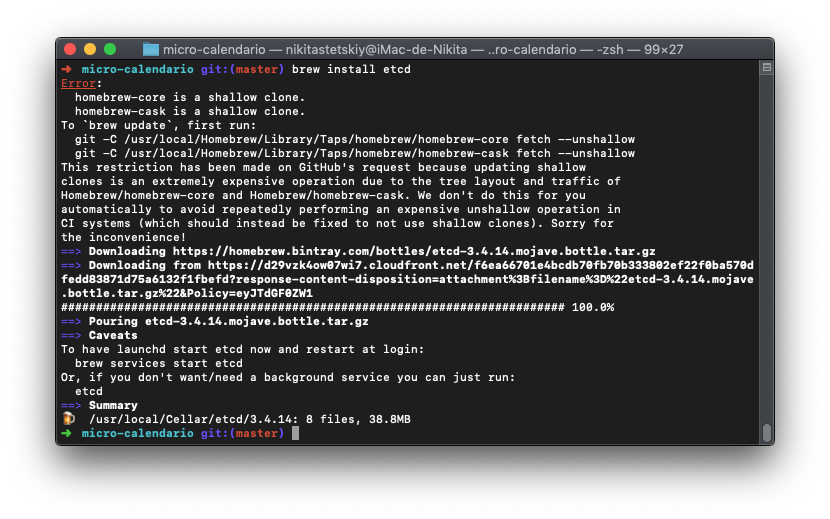 micro-calendario — nikitastetskiy@iMac-de-Nikita — ..ro-calendario — -zsh — 99×27
➜ micro-calendario git:(master) brew install etcd
Error:
homebrew-core is a shallow clone.
homebrew-cask is a shallow clone.
To `brew update`, first run:
git -C /usr/local/Homebrew/Library/Taps/homebrew/homebrew-core fetch --unshallow
git -C /usr/local/Homebrew/Library/Taps/homebrew/homebrew-cask fetch --unshallow
This restriction has been made on GitHub's request because updating shallow
clones is an extremely expensive operation due to the tree layout and traffic of
Homebrew/homebrew-core and Homebrew/homebrew-cask. We don't do this for you
automatically to avoid repeatedly performing an expensive unshallow operation in
CI systems (which should instead be fixed to not use shallow clones). Sorry for
the inconvenience!
==> Downloading https://homebrew.bintray.com/bottles/etcd-3.4.14.mojave.bottle.tar.gz
==> Downloading from https://d29vzk4ow07wi7.cloudfront.net/f6ea66701e4bcdb70fb70b333802ef22f0ba570d
fedd83871d75a6132f1fbefd?response-content-disposition=attachment%3Bfilename%3D%22etcd-3.4.14.mojave
.bottle.tar.gz%22&Policy=eyJTdGF0ZW1
######################################################################## 100.0%
==> Pouring etcd-3.4.14.mojave.bottle.tar.gz
==> Caveats
To have launchd start etcd now and restart at login:
brew services start etcd
Or, if you don't want/need a background service you can just run:
etcd
==> Summary
🍺 /usr/local/Cellar/etcd/3.4.14: 8 files, 38.8MB
➜ micro-calendario git:(master)